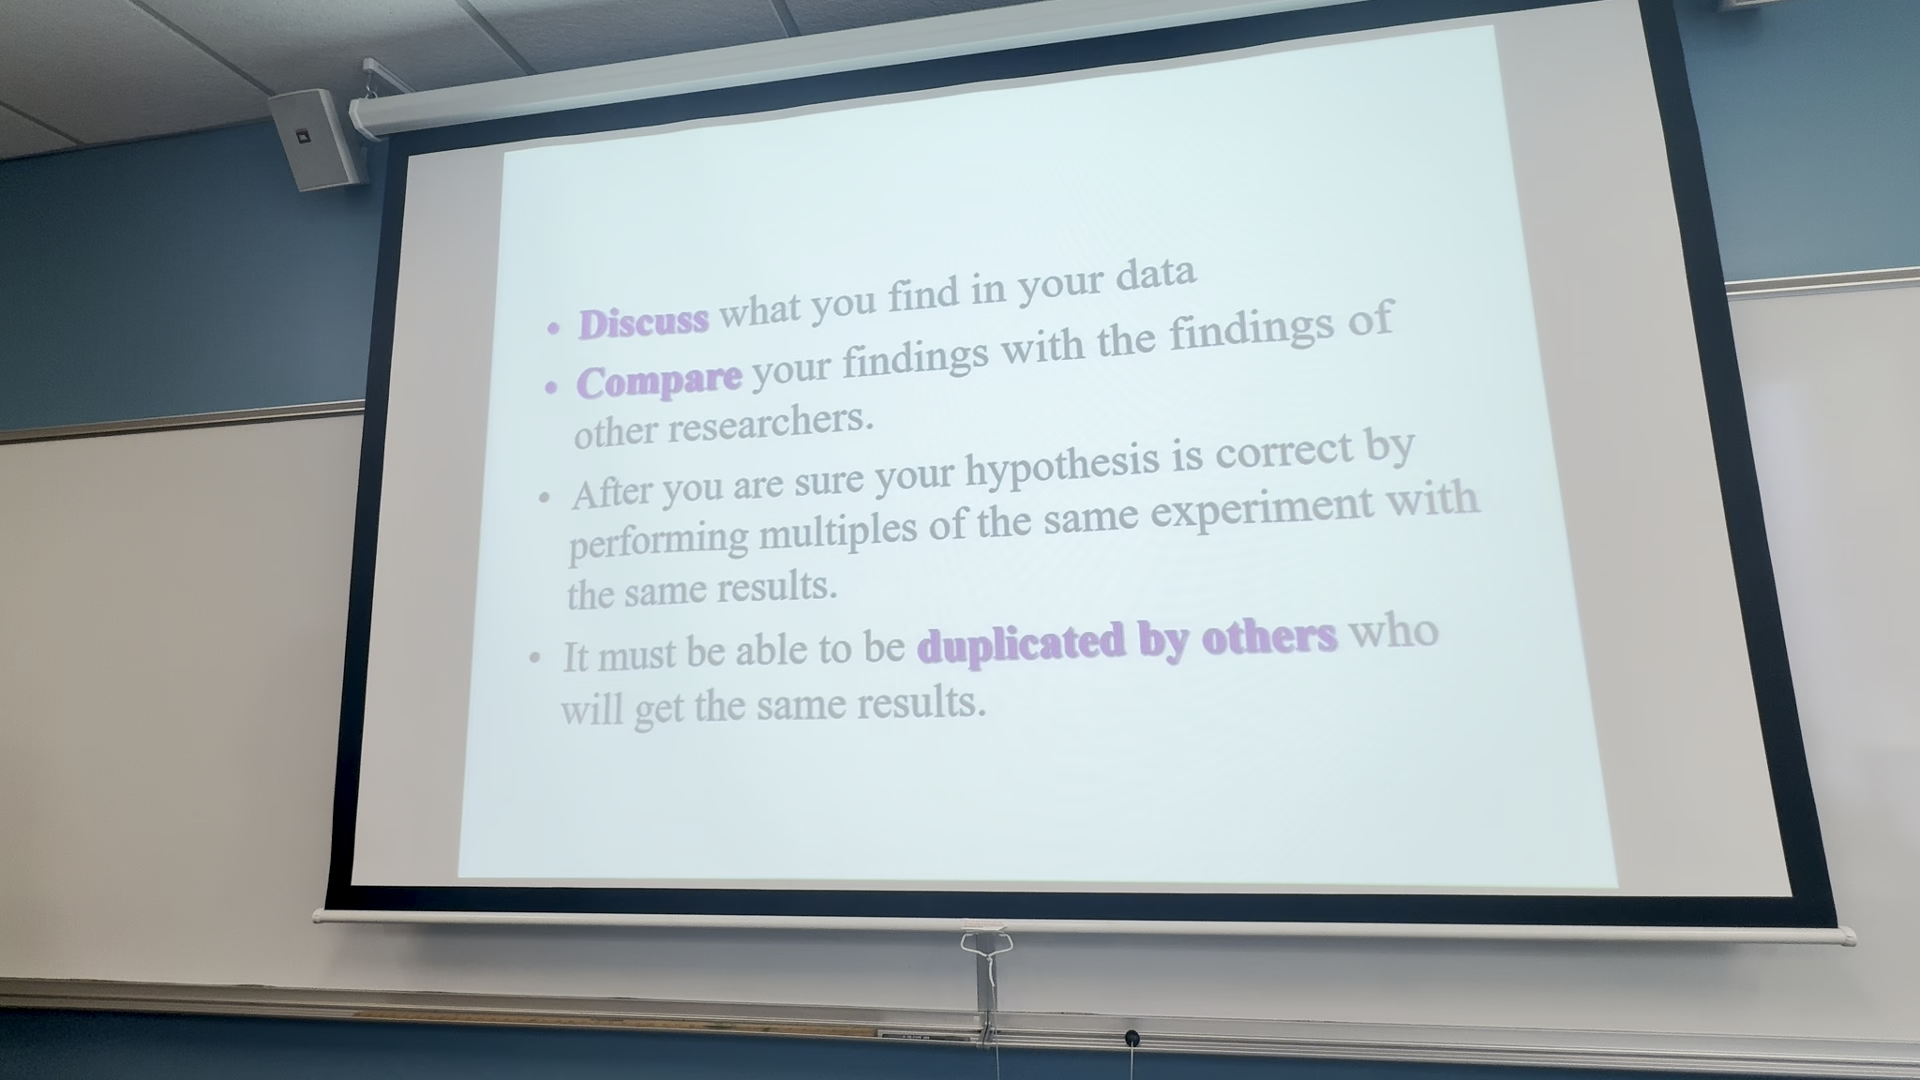 • Discuss what you find in your data
• Compare your findings with the findings of
other researchers.
• After you are sure your hypothesis is correct by
performing multiples of the same experiment with
the same results.
• It must be able to be duplicated by others who
will get the same results.